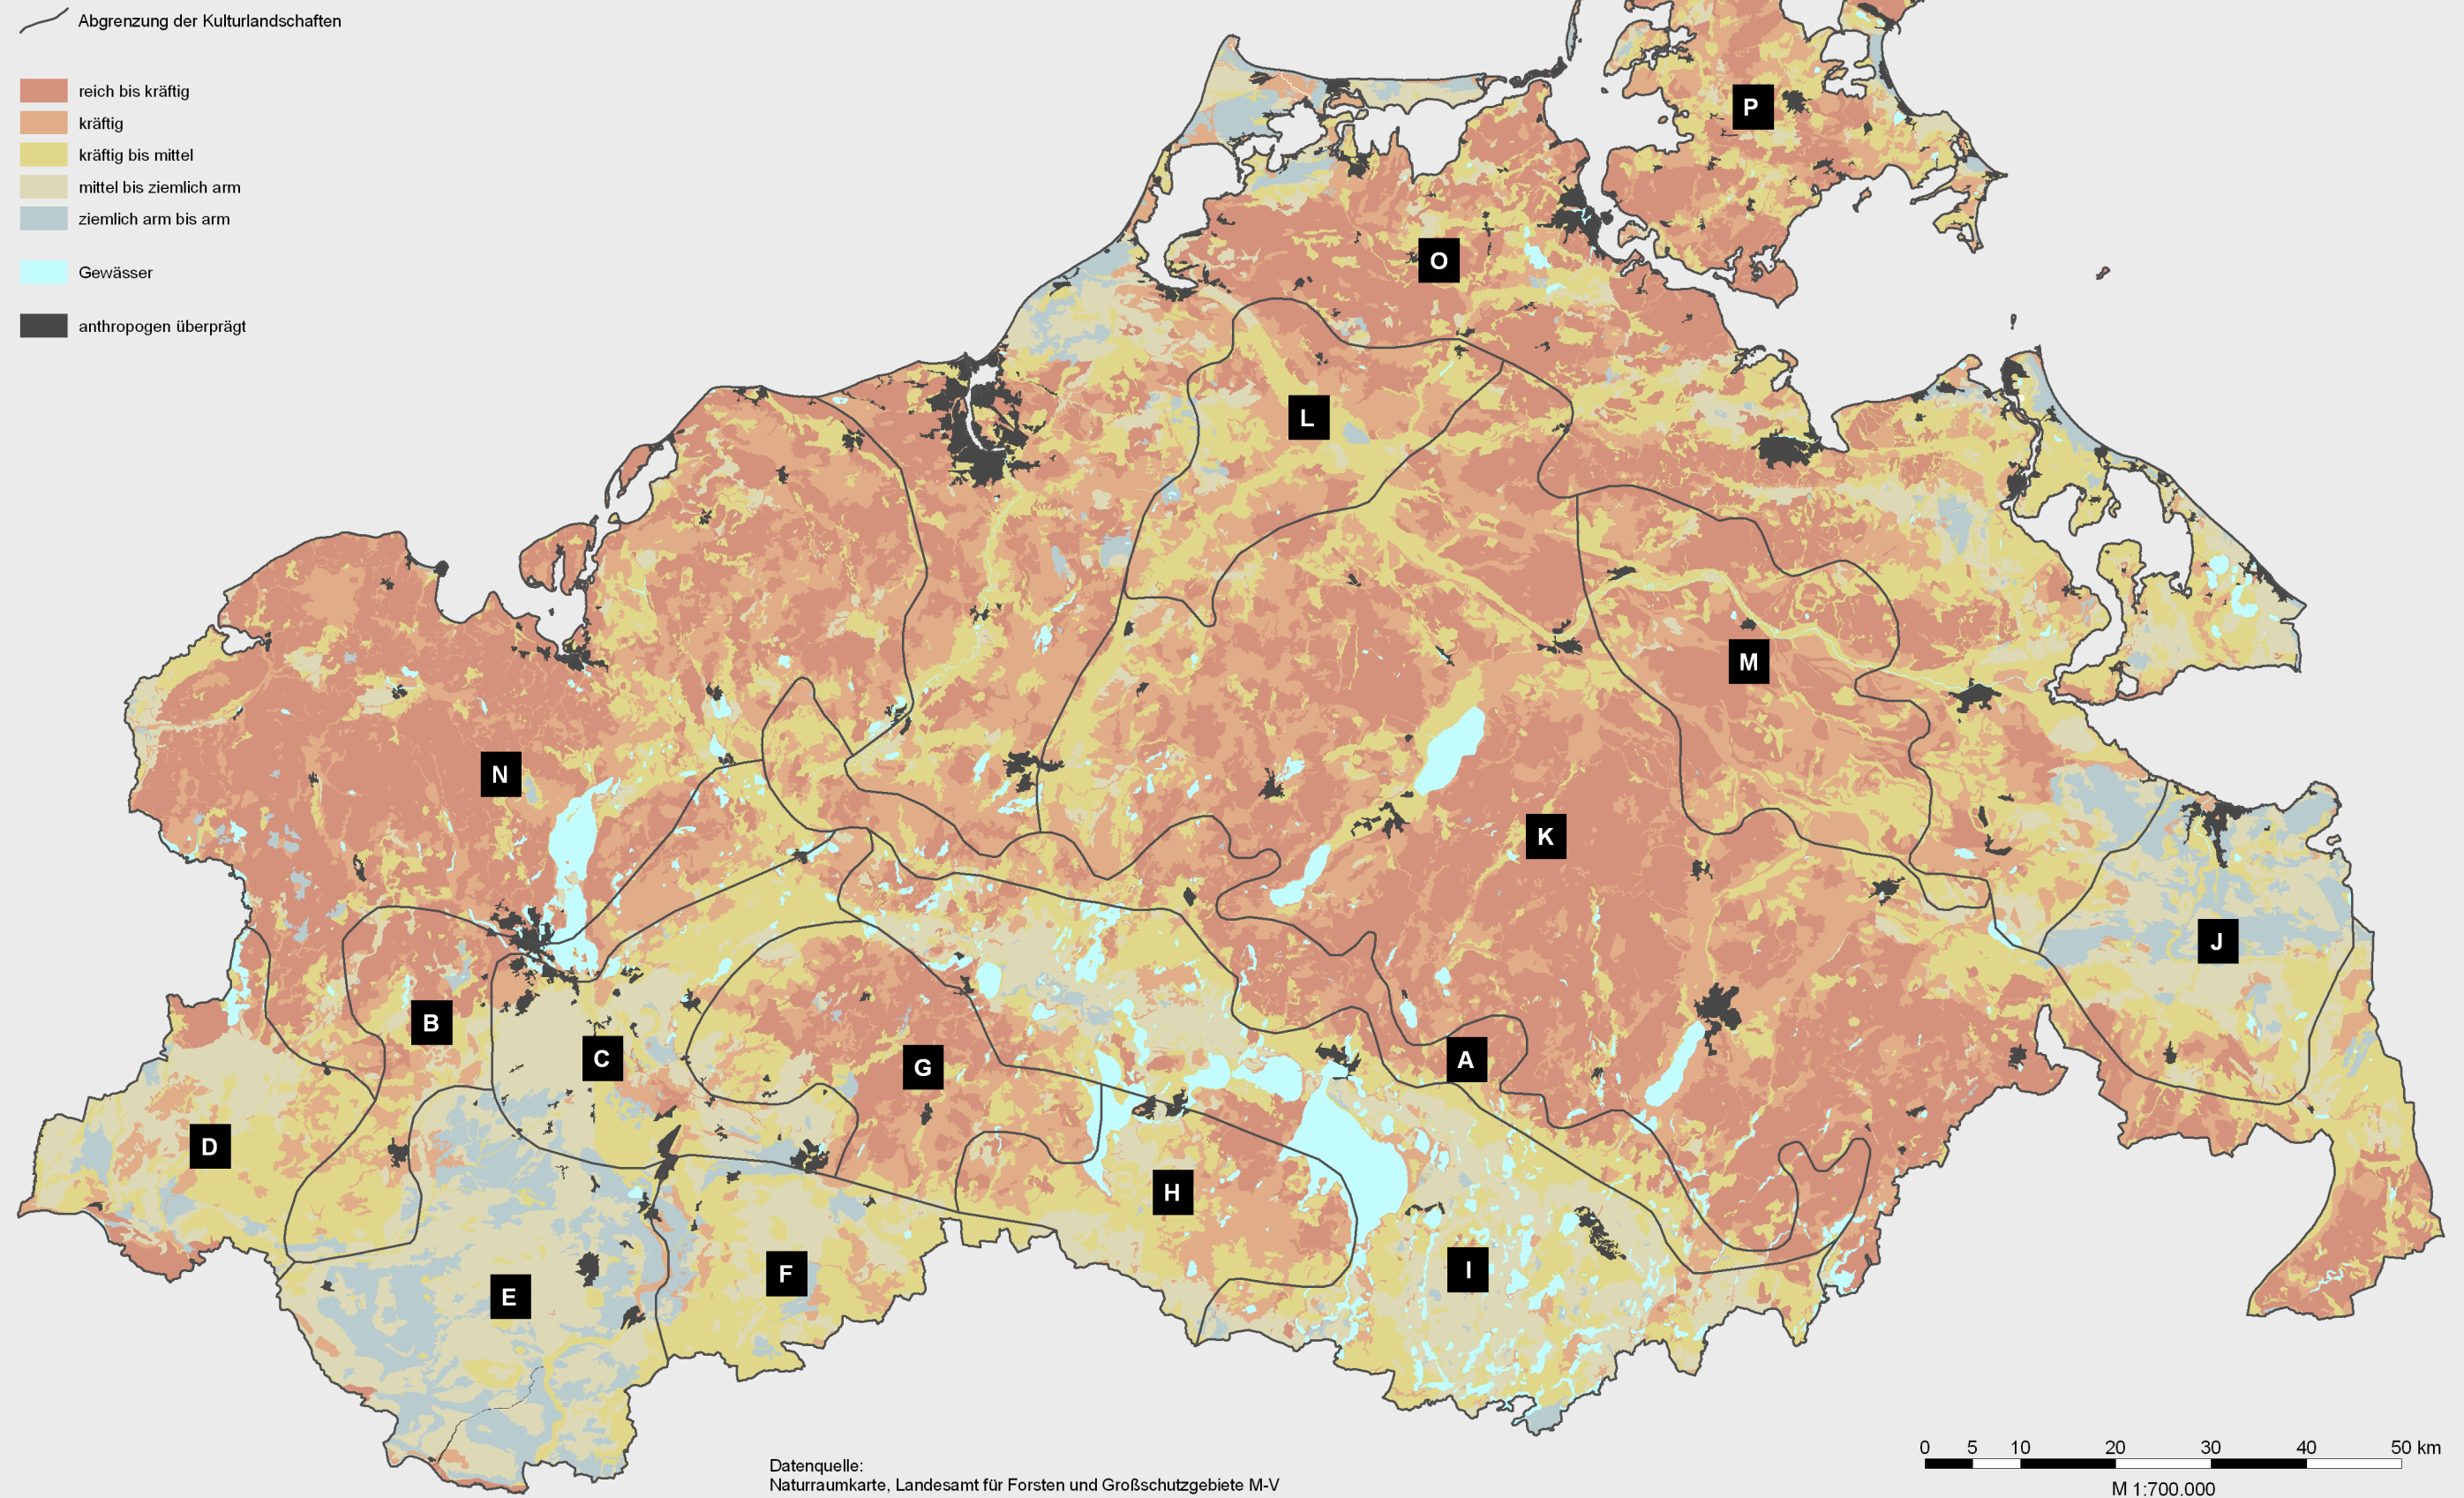 Abgrenzung der Kulturlandschaften
reich bis kräftig
kräftig
kräftig bis mittel
mittel bis ziemlich arm
ziemlich arm bis arm
Gewässer
anthropogen überprägt
P
O
L
M
N
K
J
B
C
G
A
D
H
F
E
I
Datenquelle:
Naturraumkarte, Landesamt für Forsten und Großschutzgebiete M-V
0 5 10 20 30 40 50 km
M 1:700.000